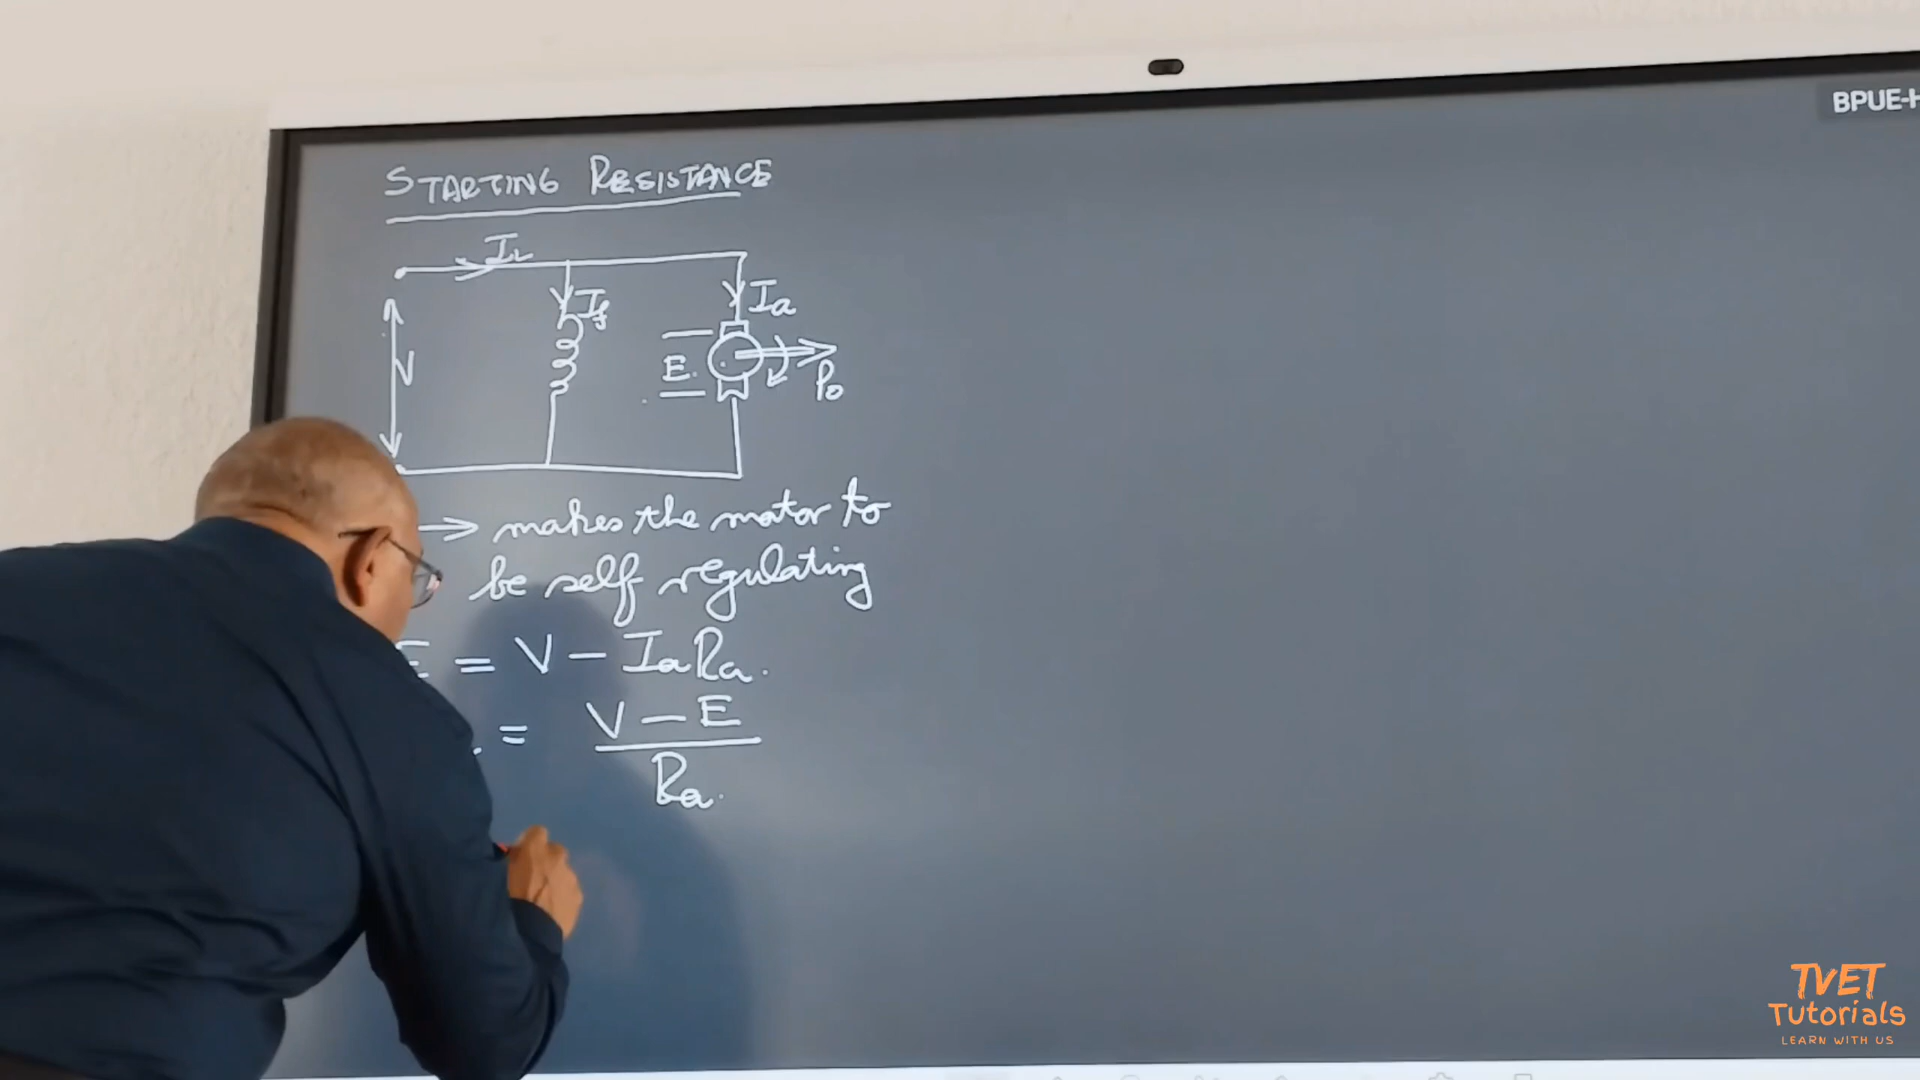 BPUE-H
STARTING RESISTANCE
IL
If
Ia
V
E.
Po
→ makes the motor to
be self regulating
E = V - IaRa.
= V - E
Ra.
TVET
Tutorials
LEARN WITH US